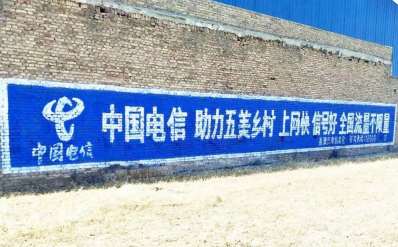 中国电信
中国电信 助力五美乡村 上网快 信号好 全国流量不限量